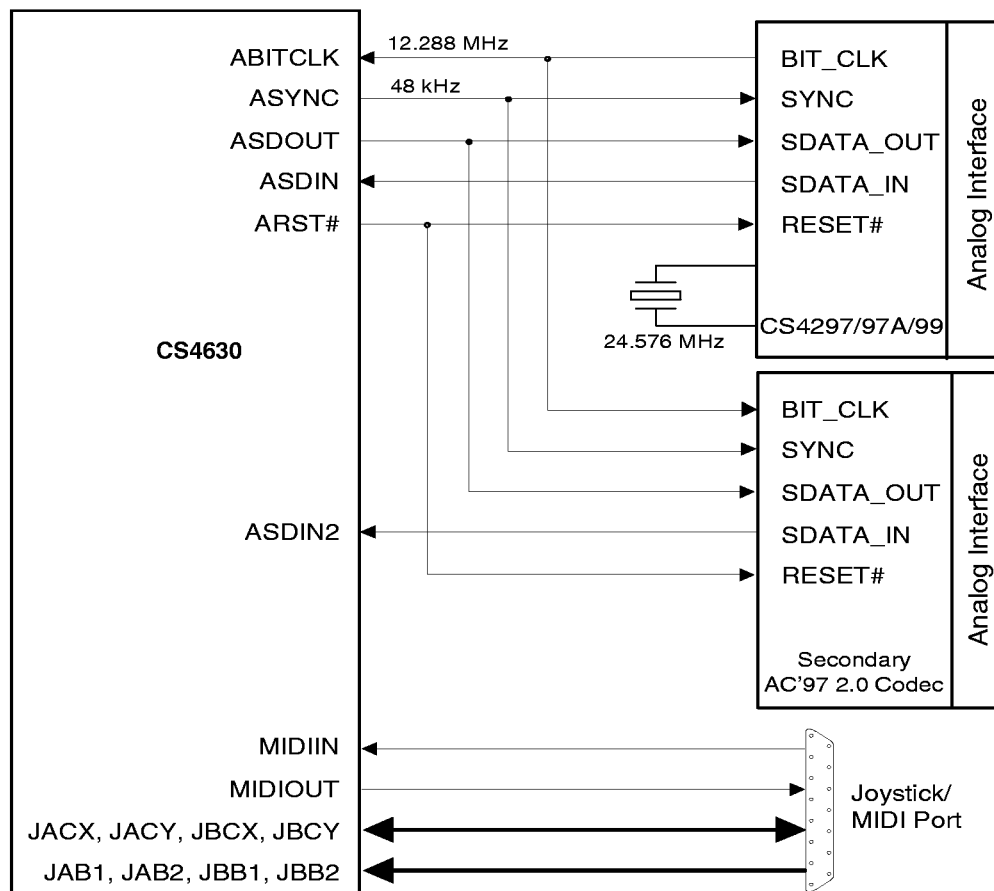 ABITCLK
12.288 MHz
BIT_CLK
ASYNC
48 kHz
SYNC
ASDOUT
SDATA_OUT
ASDIN
SDATA_IN
ARST#
RESET#
Analog Interface
24.576 MHz
CS4297/97A/99
CS4630
BIT_CLK
SYNC
SDATA_OUT
ASDIN2
SDATA_IN
RESET#
Analog Interface
Secondary
AC'97 2.0 Codec
MIDIIN
MIDIOUT
JACX, JACY, JBCX, JBCY
JAB1, JAB2, JBB1, JBB2
Joystick/
MIDI Port